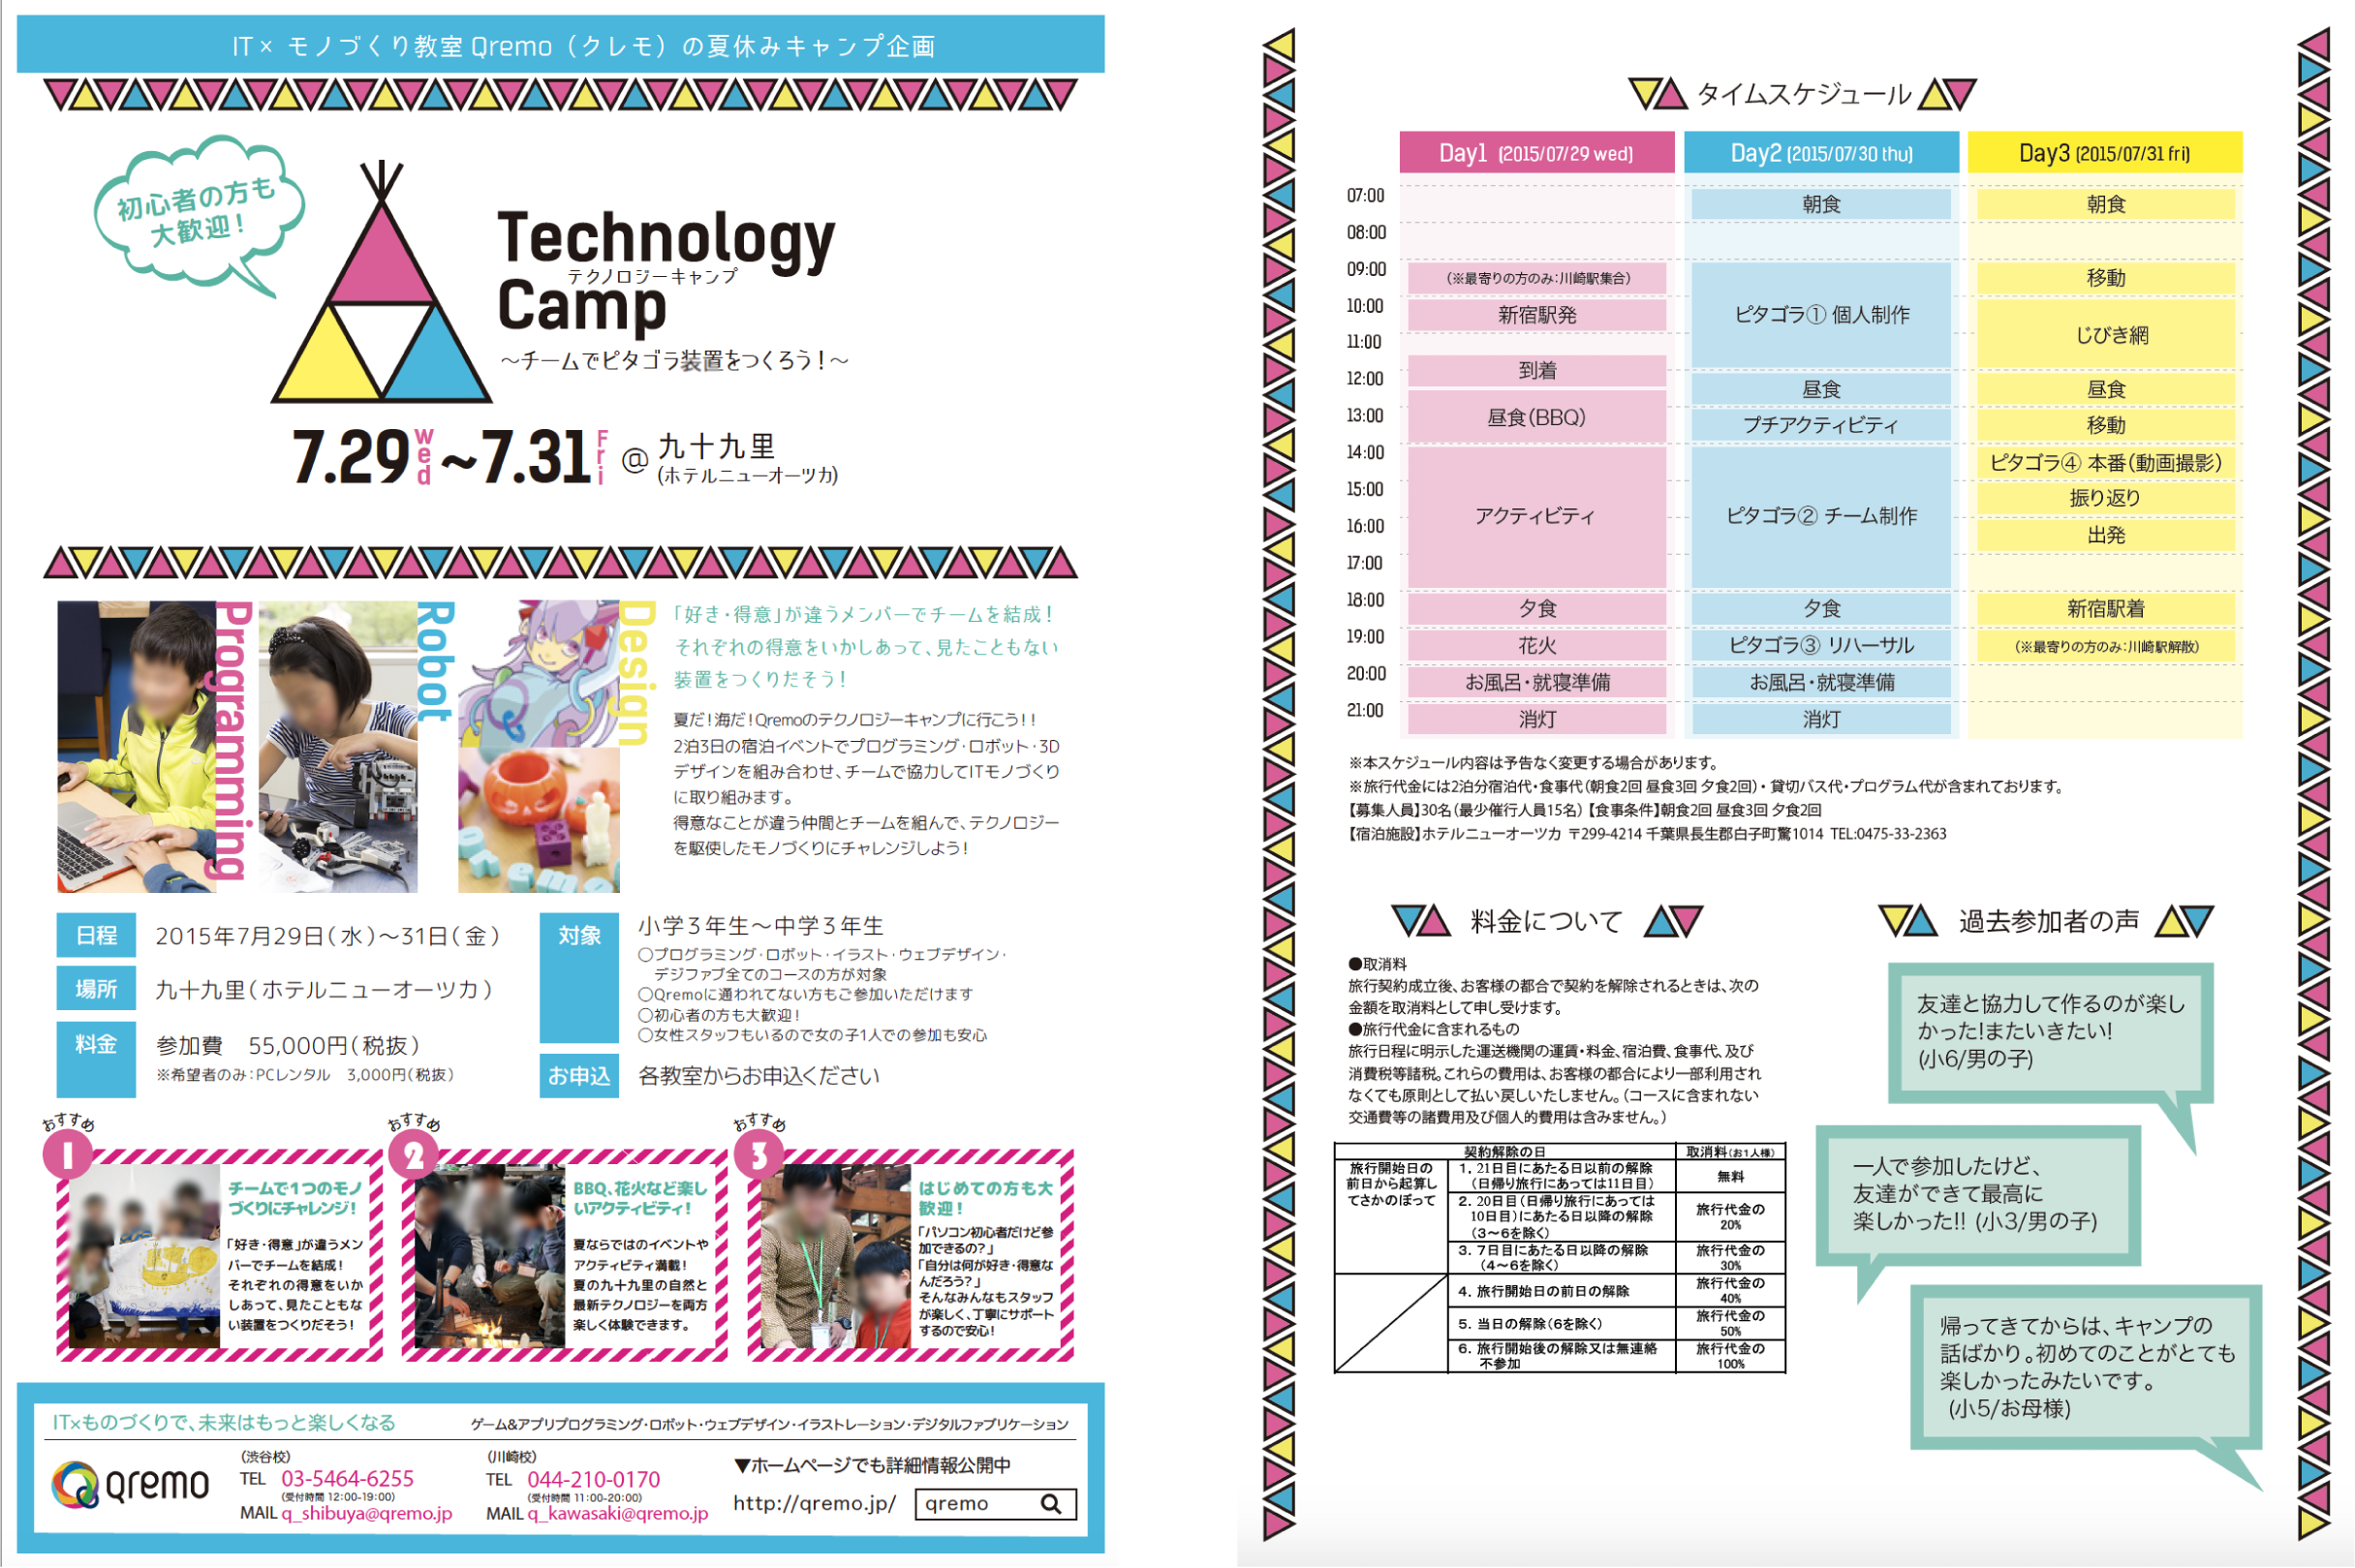 IT× モノづくり教室 Qremo（クレモ）の夏休みキャンプ企画
初心者の方も
大歓迎！
Technology
テクノロジーキャンプ
Camp
～チームでピタゴラ装置をつくろう！～
7.29 wed ～7.31 Fri @ 九十九里
(ホテルニューオーツカ)
Programming
Robot
Design
「好き・得意」が違うメンバーでチームを結成！
それぞれの得意をいかしあって、見たこともない
装置をつくりだそう！
夏だ！海だ！Qremoのテクノロジーキャンプに行こう！！
2泊3日の宿泊イベントでプログラミング・ロボット・3D
デザインを組み合わせ、チームで協力してITモノづくり
に取り組みます。
得意なことが違う仲間とチームを組んで、テクノロジー
を駆使したモノづくりにチャレンジしよう！
日程 2015年7月29日（水）～31日（金）
場所 九十九里（ホテルニューオーツカ）
料金 参加費 55,000円（税抜）
※希望者のみ：PCレンタル 3,000円（税抜）
対象 小学３年生～中学３年生
○プログラミング・ロボット・イラスト・ウェブデザイン・
デジファブ全てのコースの方が対象
○Qremoに通われてない方もご参加いただけます
○初心者の方も大歓迎！
○女性スタッフもいるので女の子1人での参加も安心
お申込 各教室からお申込ください
おすすめ
1
チームで1つのモノ
づくりにチャレンジ！
「好き・得意」が違うメン
バーでチームを結成！
それぞれの得意をいか
しあって、見たこともな
い装置をつくりだそう！
おすすめ
2
BBQ、花火など楽し
いアクティビティ！
夏ならではのイベントや
アクティビティ満載！
夏の九十九里の自然と
最新テクノロジーを両方
楽しく体験できます。
おすすめ
3
はじめての方も大
歓迎！
「パソコン初心者だけど参
加できるの？」
「自分は何が好き・得意な
んだろう？」
そんなみんなもスタッフ
が楽しく、丁寧にサポート
するので安心！
IT×ものづくりで、未来はもっと楽しくなる
ゲーム&アプリプログラミング・ロボット・ウェブデザイン・イラストレーション・デジタルファブリケーション
qremo
（渋谷校）
TEL 03-5464-6255
（受付時間 12:00-19:00）
MAIL q_shibuya@qremo.jp
（川崎校）
TEL 044-210-0170
（受付時間 11:00-20:00）
MAIL q_kawasaki@qremo.jp
▼ホームページでも詳細情報公開中
http://qremo.jp/ qremo
タイムスケジュール
Day1 (2015/07/29 wed) Day2 (2015/07/30 thu) Day3 (2015/07/31 fri)
07:00
08:00
09:00
10:00
11:00
12:00
13:00
14:00
15:00
16:00
17:00
18:00
19:00
20:00
21:00
（※最寄りの方のみ：川崎駅集合）
新宿駅発
到着
昼食（BBQ）
アクティビティ
夕食
花火
お風呂・就寝準備
消灯
朝食
ピタゴラ① 個人制作
昼食
プチアクティビティ
ピタゴラ② チーム制作
夕食
ピタゴラ③ リハーサル
お風呂・就寝準備
消灯
朝食
移動
じびき網
昼食
移動
ピタゴラ④ 本番（動画撮影）
振り返り
出発
新宿駅着
（※最寄りの方のみ：川崎駅解散）
※本スケジュール内容は予告なく変更する場合があります。
※旅行代金には2泊分宿泊代・食事代（朝食2回 昼食3回 夕食2回）・貸切バス代・プログラム代が含まれております。
【募集人員】30名（最少催行人員15名）【食事条件】朝食2回 昼食3回 夕食2回
【宿泊施設】ホテルニューオーツカ 〒299-4214 千葉県長生郡白子町驚1014 TEL:0475-33-2363
料金について
●取消料
旅行契約成立後、お客様の都合で契約を解除されるときは、次の
金額を取消料として申し受けます。
●旅行代金に含まれるもの
旅行日程に明示した運送機関の運賃・料金、宿泊費、食事代、及び
消費税等諸税。これらの費用は、お客様の都合により一部利用され
なくても原則として払い戻しいたしません。（コースに含まれない
交通費等の諸費用及び個人的費用は含みません。）
契約解除の日 取消料（お1人様）
旅行開始日の
前日から起算し
てさかのぼって
1. 21日目にあたる日以前の解除
（日帰り旅行にあっては11日目）
無料
2. 20日目（日帰り旅行にあっては
10日目）にあたる日以降の解除
（3～6を除く）
旅行代金の
20%
3. 7日目にあたる日以降の解除
（4～6を除く）
旅行代金の
30%
4. 旅行開始日の前日の解除
旅行代金の
40%
5. 当日の解除（6を除く）
旅行代金の
50%
6. 旅行開始後の解除又は無連絡
不参加
旅行代金の
100%
過去参加者の声
友達と協力して作るのが楽し
かった！またいきたい！
（小6/男の子）
一人で参加したけど、
友達ができて最高に
楽しかった!! （小3/男の子）
帰ってきてからは、キャンプの
話ばかり。初めてのことがとても
楽しかったみたいです。
（小5/お母様）